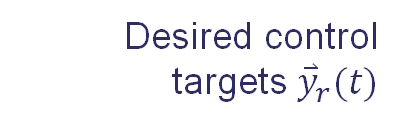 Desired control
targets $\vec{y}_r(t)$